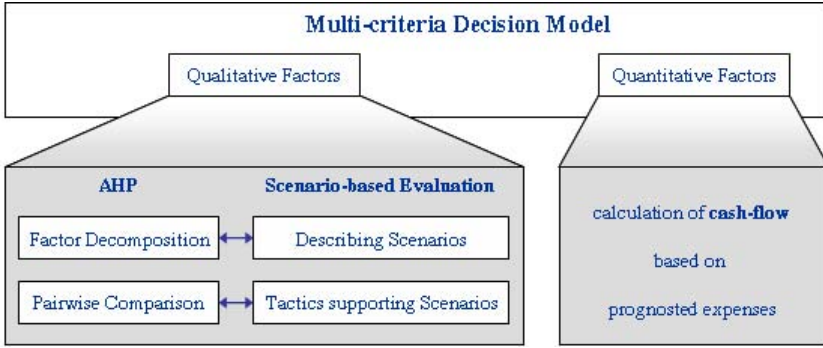 Multi-criteria Decision Model
Qualitative Factors
Quantitative Factors
AHP
Scenario-based Evaluation
Factor Decomposition
Describing Scenarios
Pairwise Comparison
Tactics supporting Scenarios
calculation of cash-flow
based on
prognosted expenses